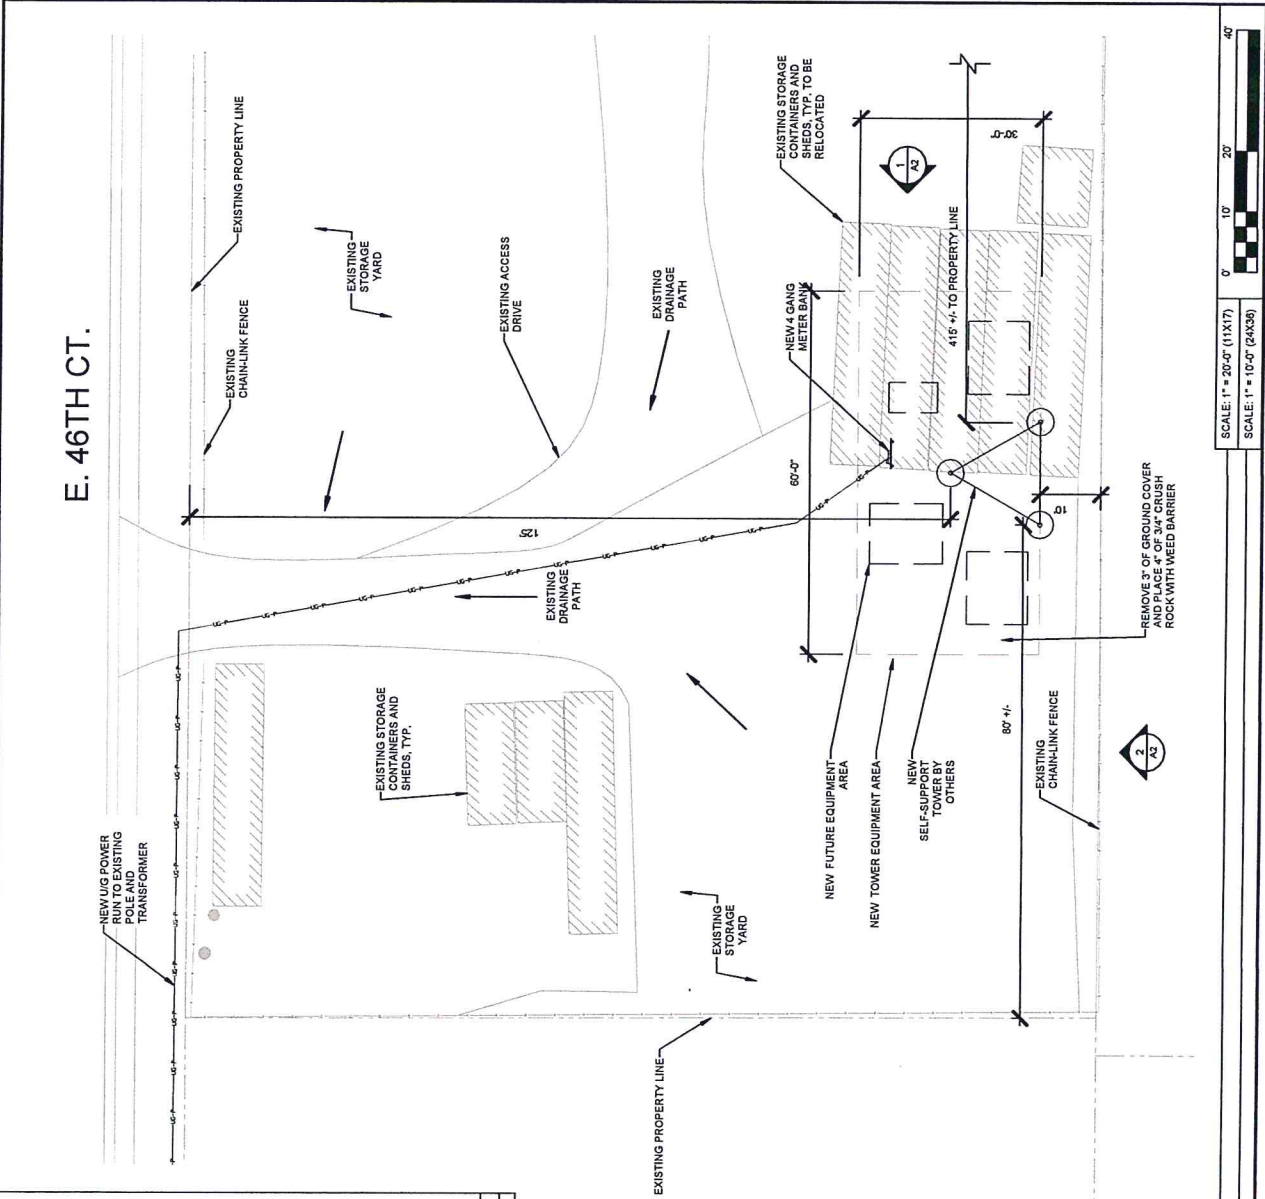 E. 46TH CT.
EXISTING PROPERTY LINE
EXISTING
CHAIN-LINK FENCE
EXISTING
STORAGE
YARD
EXISTING ACCESS
DRIVE
EXISTING
DRAINAGE
PATH
EXISTING STORAGE
CONTAINERS AND
SHEDS, TYP. TO BE
RELOCATED
1
A2
30'-0"
415' +/- TO PROPERTY LINE
NEW 4 GANG
METER BANK
60'-0"
125'
10'
EXISTING
DRAINAGE
PATH
UG-P
REMOVE 3" OF GROUND COVER
AND PLACE 4" OF 3/4" CRUSH
ROCK WITH WEED BARRIER
EXISTING STORAGE
CONTAINERS AND
SHEDS, TYP.
NEW U/G POWER
RUN TO EXISTING
POLE AND
TRANSFORMER
NEW FUTURE EQUIPMENT
AREA
NEW TOWER EQUIPMENT AREA
NEW
SELF-SUPPORT
TOWER BY
OTHERS
80' +/-
EXISTING
CHAIN-LINK FENCE
2
A2
EXISTING
STORAGE
YARD
EXISTING PROPERTY LINE
SCALE: 1" = 20'-0" (11X17)
SCALE: 1" = 10'-0" (24X36)
0' 10' 20' 40'